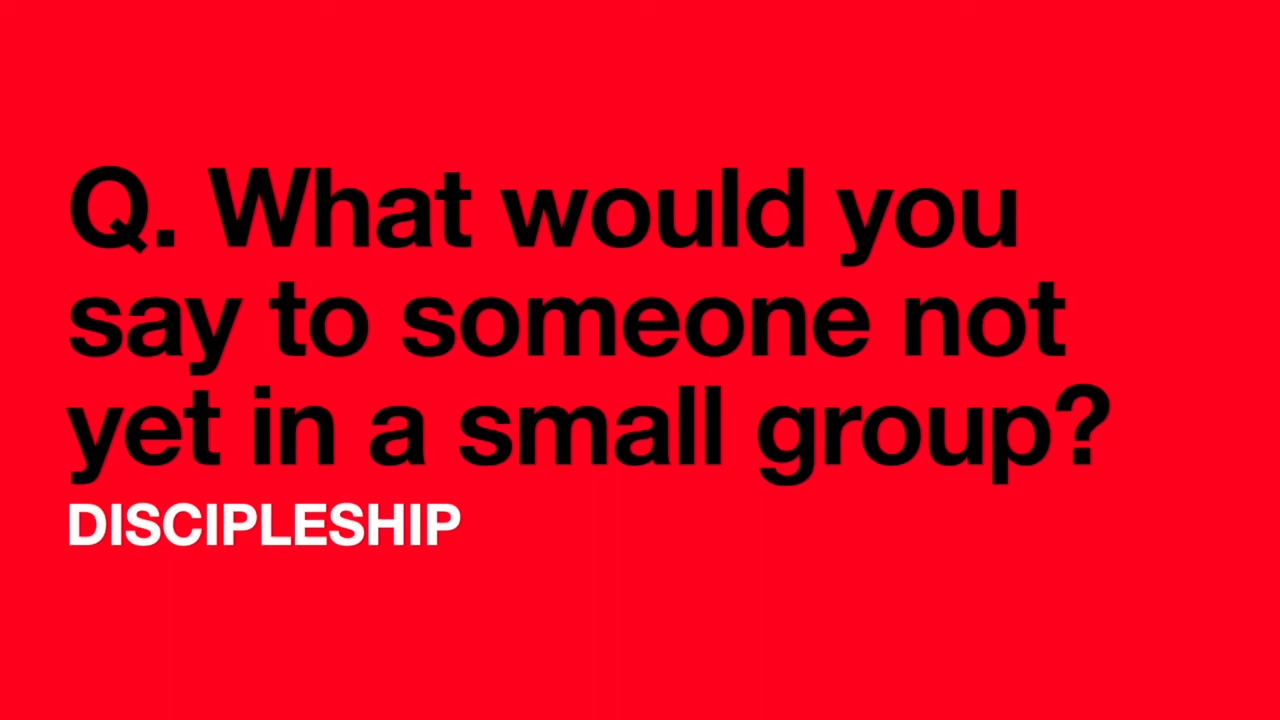 Q. What would you
say to someone not
yet in a small group?
DISCIPLESHIP